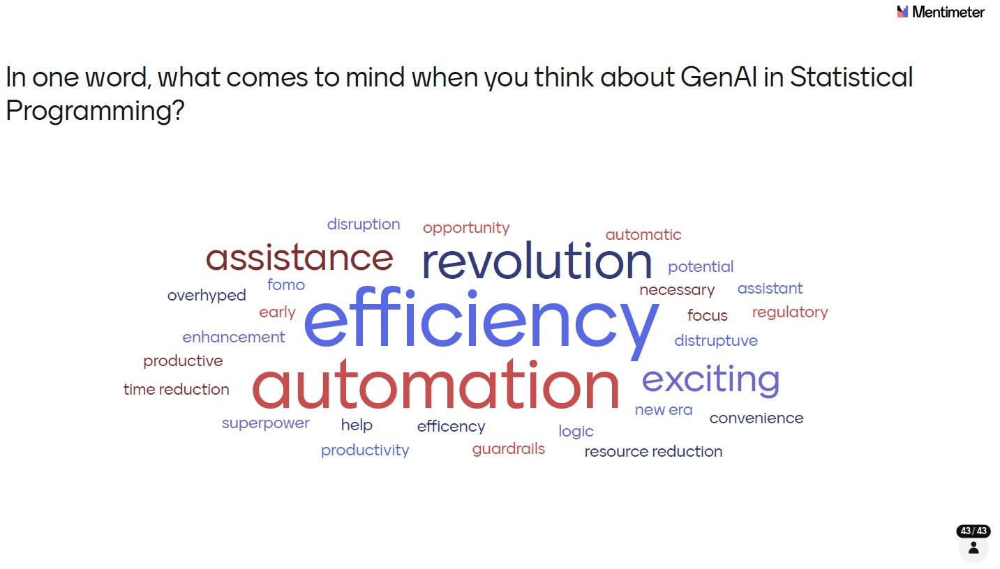 Mentimeter
In one word, what comes to mind when you think about GenAI in Statistical
Programming?
disruption
opportunity
automatic
assistance
revolution
potential
fomo
overhyped
necessary
assistant
early
efficiency
focus
regulatory
enhancement
distruptuve
productive
automation
exciting
time reduction
new era
convenience
superpower
help
efficency
logic
productivity
guardrails
resource reduction
43 / 43